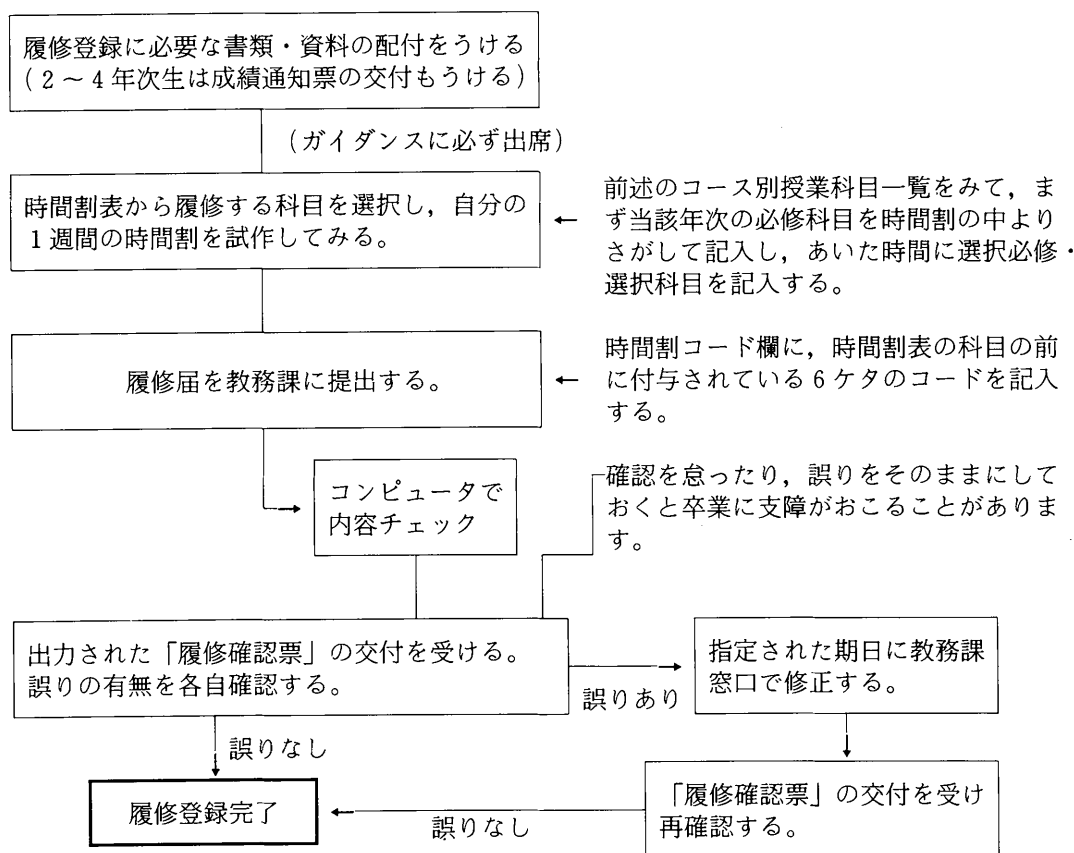 履修登録に必要な書類・資料の配付をうける
(2～4年次生は成績通知票の交付もうける)
(ガイダンスに必ず出席)
時間割表から履修する科目を選択し，自分の
1週間の時間割を試作してみる。
前述のコース別授業科目一覧をみて，ま
ず当該年次の必修科目を時間割の中より
さがして記入し，あいた時間に選択必修・
選択科目を記入する。
履修届を教務課に提出する。
時間割コード欄に，時間割表の科目の前
に付与されている6ケタのコードを記入
する。
コンピュータで
内容チェック
確認を怠ったり，誤りをそのままにして
おくと卒業に支障がおこることがありま
す。
出力された「履修確認票」の交付を受ける。
誤りの有無を各自確認する。
誤りあり
指定された期日に教務課
窓口で修正する。
誤りなし
「履修確認票」の交付を受け
再確認する。
誤りなし
履修登録完了